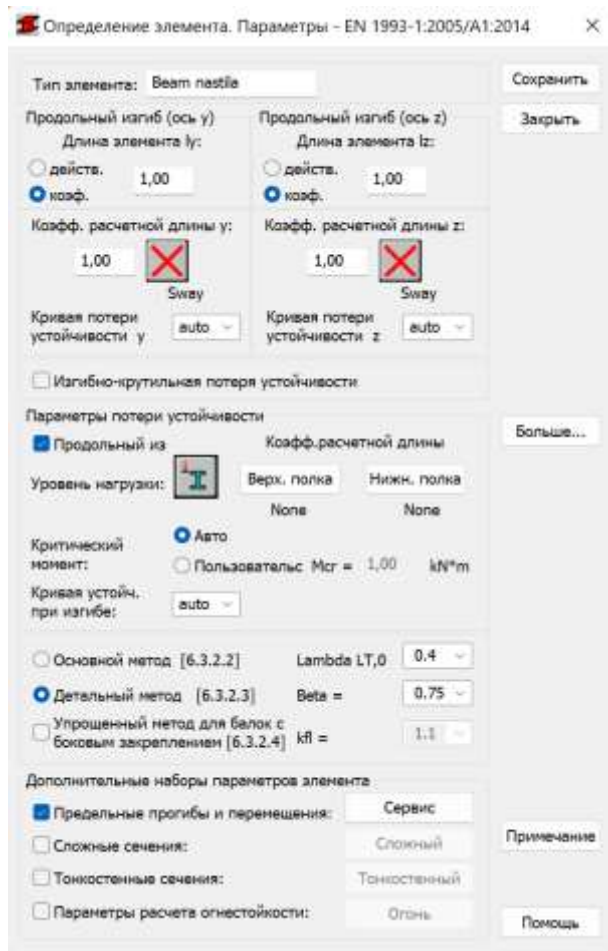 Определение элемента. Параметры - EN 1993-1:2005/A1:2014
Тип элемента: Beam nastila Сохранить
Продольный изгиб (ось y) Продольный изгиб (ось z) Закрыть
Длина элемента ly: Длина элемента lz:
действ. действ.
1,00 1,00
коэф. коэф.
Коэфф. расчетной длины y: Коэфф. расчетной длины z:
1,00 1,00
Sway Sway
Кривая потери устойчивости y auto Кривая потери устойчивости z auto
Изгибно-крутильная потеря устойчивости
Параметры потери устойчивости Больше...
Продольный из Коэфф.расчетной длины
Уровень нагрузки: Верх. полка Нижн. полка
None None
Критический момент: Авто
Пользовательс Mcr = 1,00 kN*m
Кривая устойч. при изгибе: auto
Основной метод [6.3.2.2] Lambda LT,0 0.4
Детальный метод [6.3.2.3] Beta = 0.75
Упрощенный метод для балок с
боковым закреплением [6.3.2.4] kfl = 1.1
Дополнительные наборы параметров элемента
Предельные прогибы и перемещения: Сервис
Сложные сечения: Сложный Примечание
Тонкостенные сечения: Тонкостенный
Параметры расчета огнестойкости: Огонь Помощь